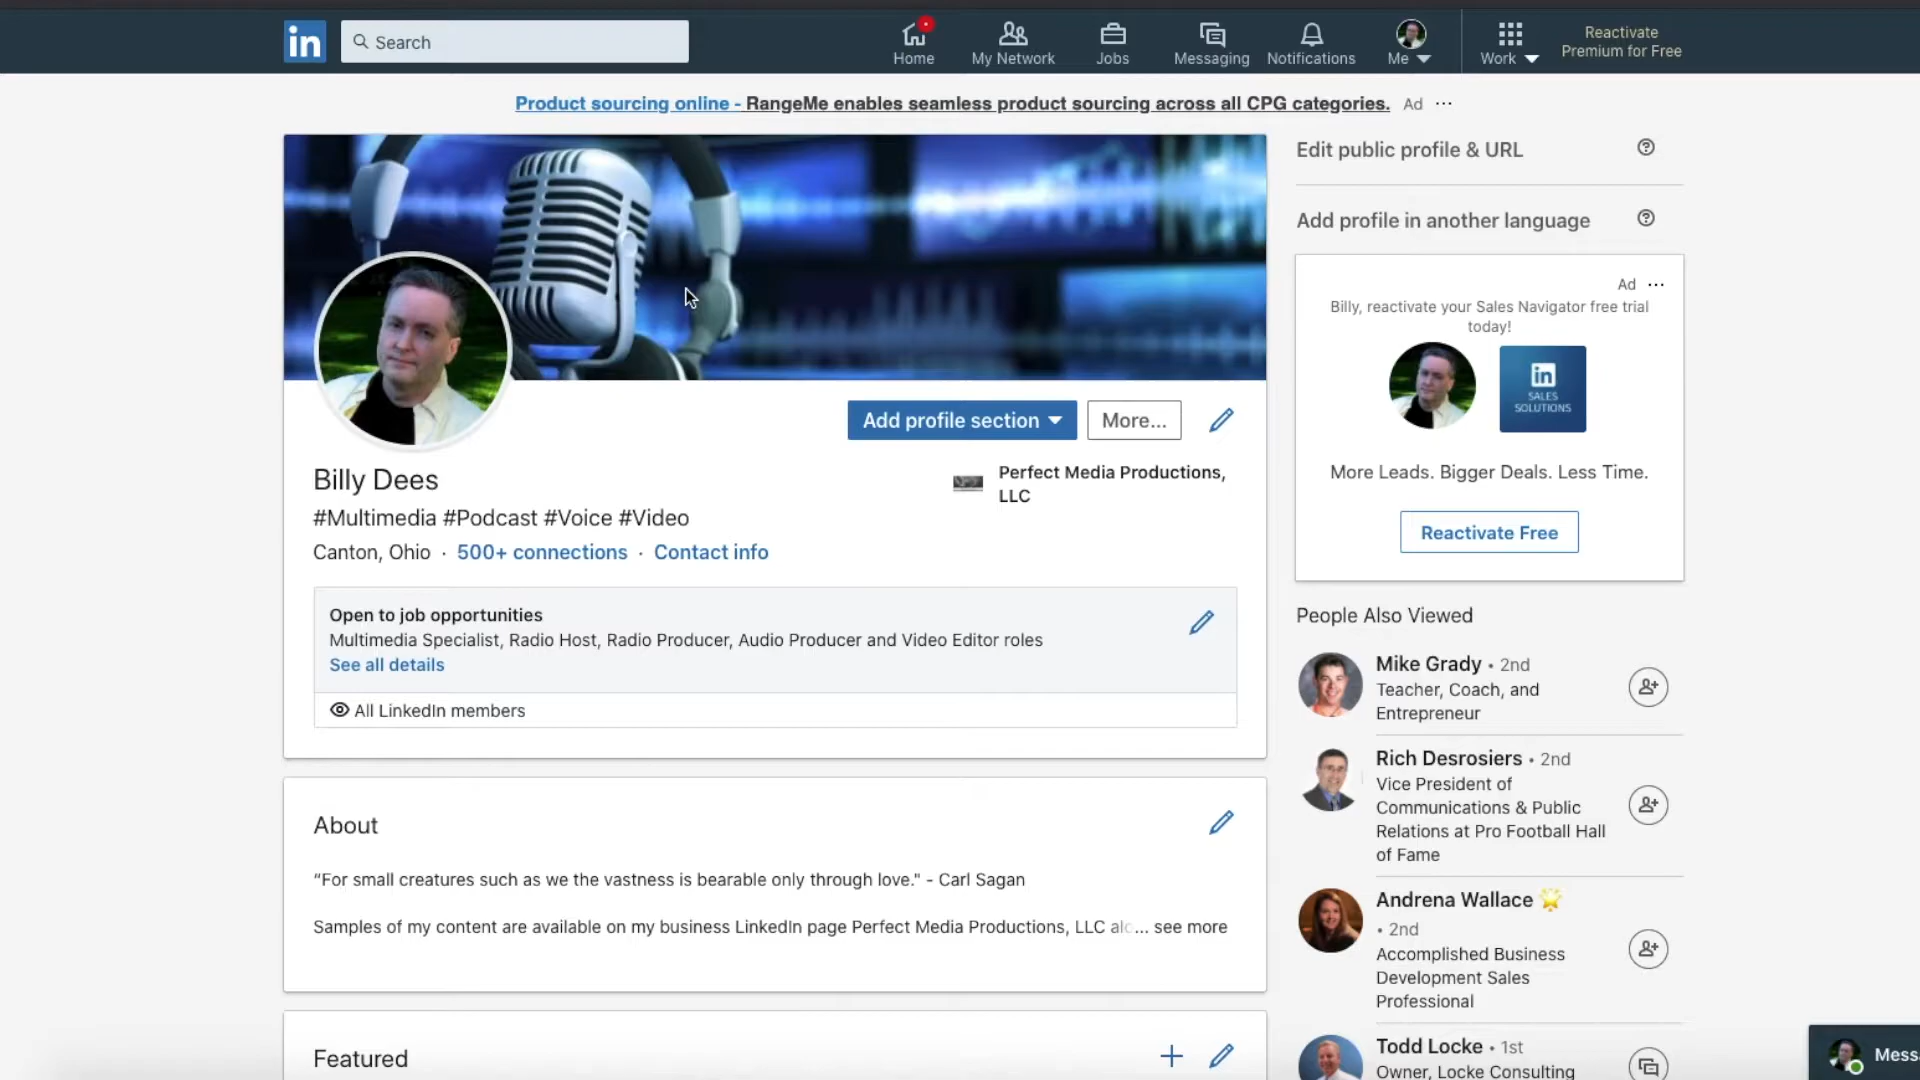 in
Search
Home
My Network
Jobs
Messaging
Notifications
Me
Work
Reactivate
Premium for Free
Product sourcing online - RangeMe enables seamless product sourcing across all CPG categories. Ad ...
Edit public profile & URL
Add profile in another language
Add profile section
More...
Billy Dees
#Multimedia #Podcast #Voice #Video
Canton, Ohio · 500+ connections · Contact info
Perfect Media Productions,
LLC
Open to job opportunities
Multimedia Specialist, Radio Host, Radio Producer, Audio Producer and Video Editor roles
See all details
All LinkedIn members
About
“For small creatures such as we the vastness is bearable only through love." - Carl Sagan
Samples of my content are available on my business LinkedIn page Perfect Media Productions, LLC alo... see more
Featured
Ad ...
Billy, reactivate your Sales Navigator free trial
today!
in
SALES
SOLUTIONS
More Leads. Bigger Deals. Less Time.
Reactivate Free
People Also Viewed
Mike Grady • 2nd
Teacher, Coach, and
Entrepreneur
Rich Desrosiers • 2nd
Vice President of
Communications & Public
Relations at Pro Football Hall
of Fame
Andrena Wallace 🌟
• 2nd
Accomplished Business
Development Sales
Professional
Todd Locke • 1st
Owner, Locke Consulting
Messa